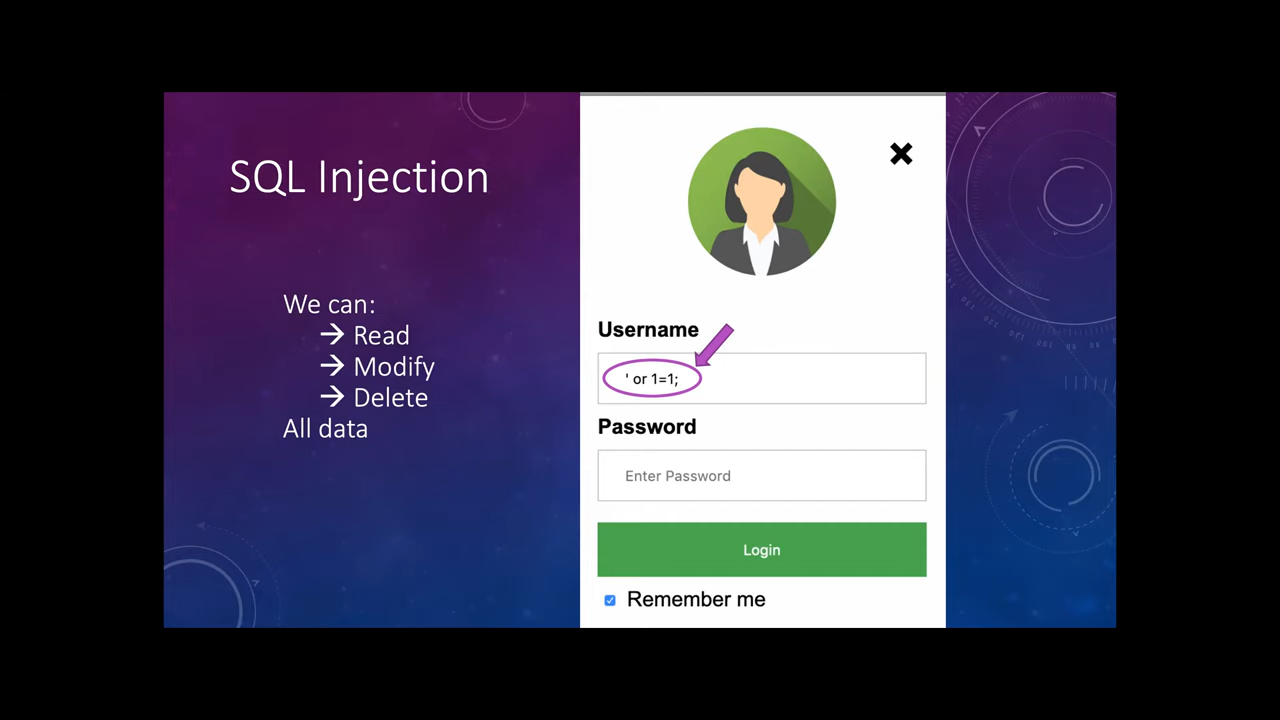 SQL Injection
We can:
→ Read
→ Modify
→ Delete
All data
Username
' or 1=1;
Password
Enter Password
Login
Remember me